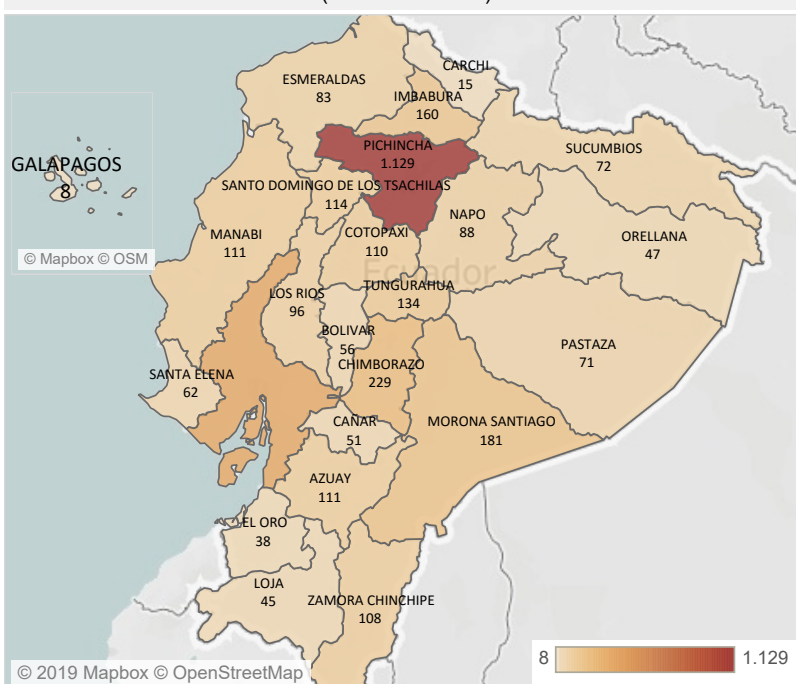 CARCHI
15
ESMERALDAS
83
IMBABURA
160
PICHINCHA
1.129
SUCUMBIOS
72
GALAPAGOS
8
SANTO DOMINGO DE LOS TSACHILAS
114
NAPO
88
MANABI
111
COTOPAXI
110
ORELLANA
47
© Mapbox © OSM
Ecuador
LOS RIOS
96
TUNGURAHUA
134
BOLIVAR
56
PASTAZA
71
SANTA ELENA
62
CHIMBORAZO
229
CAÑAR
51
MORONA SANTIAGO
181
AZUAY
111
EL ORO
38
LOJA
45
ZAMORA CHINCHIPE
108
8
1.129
© 2019 Mapbox © OpenStreetMap